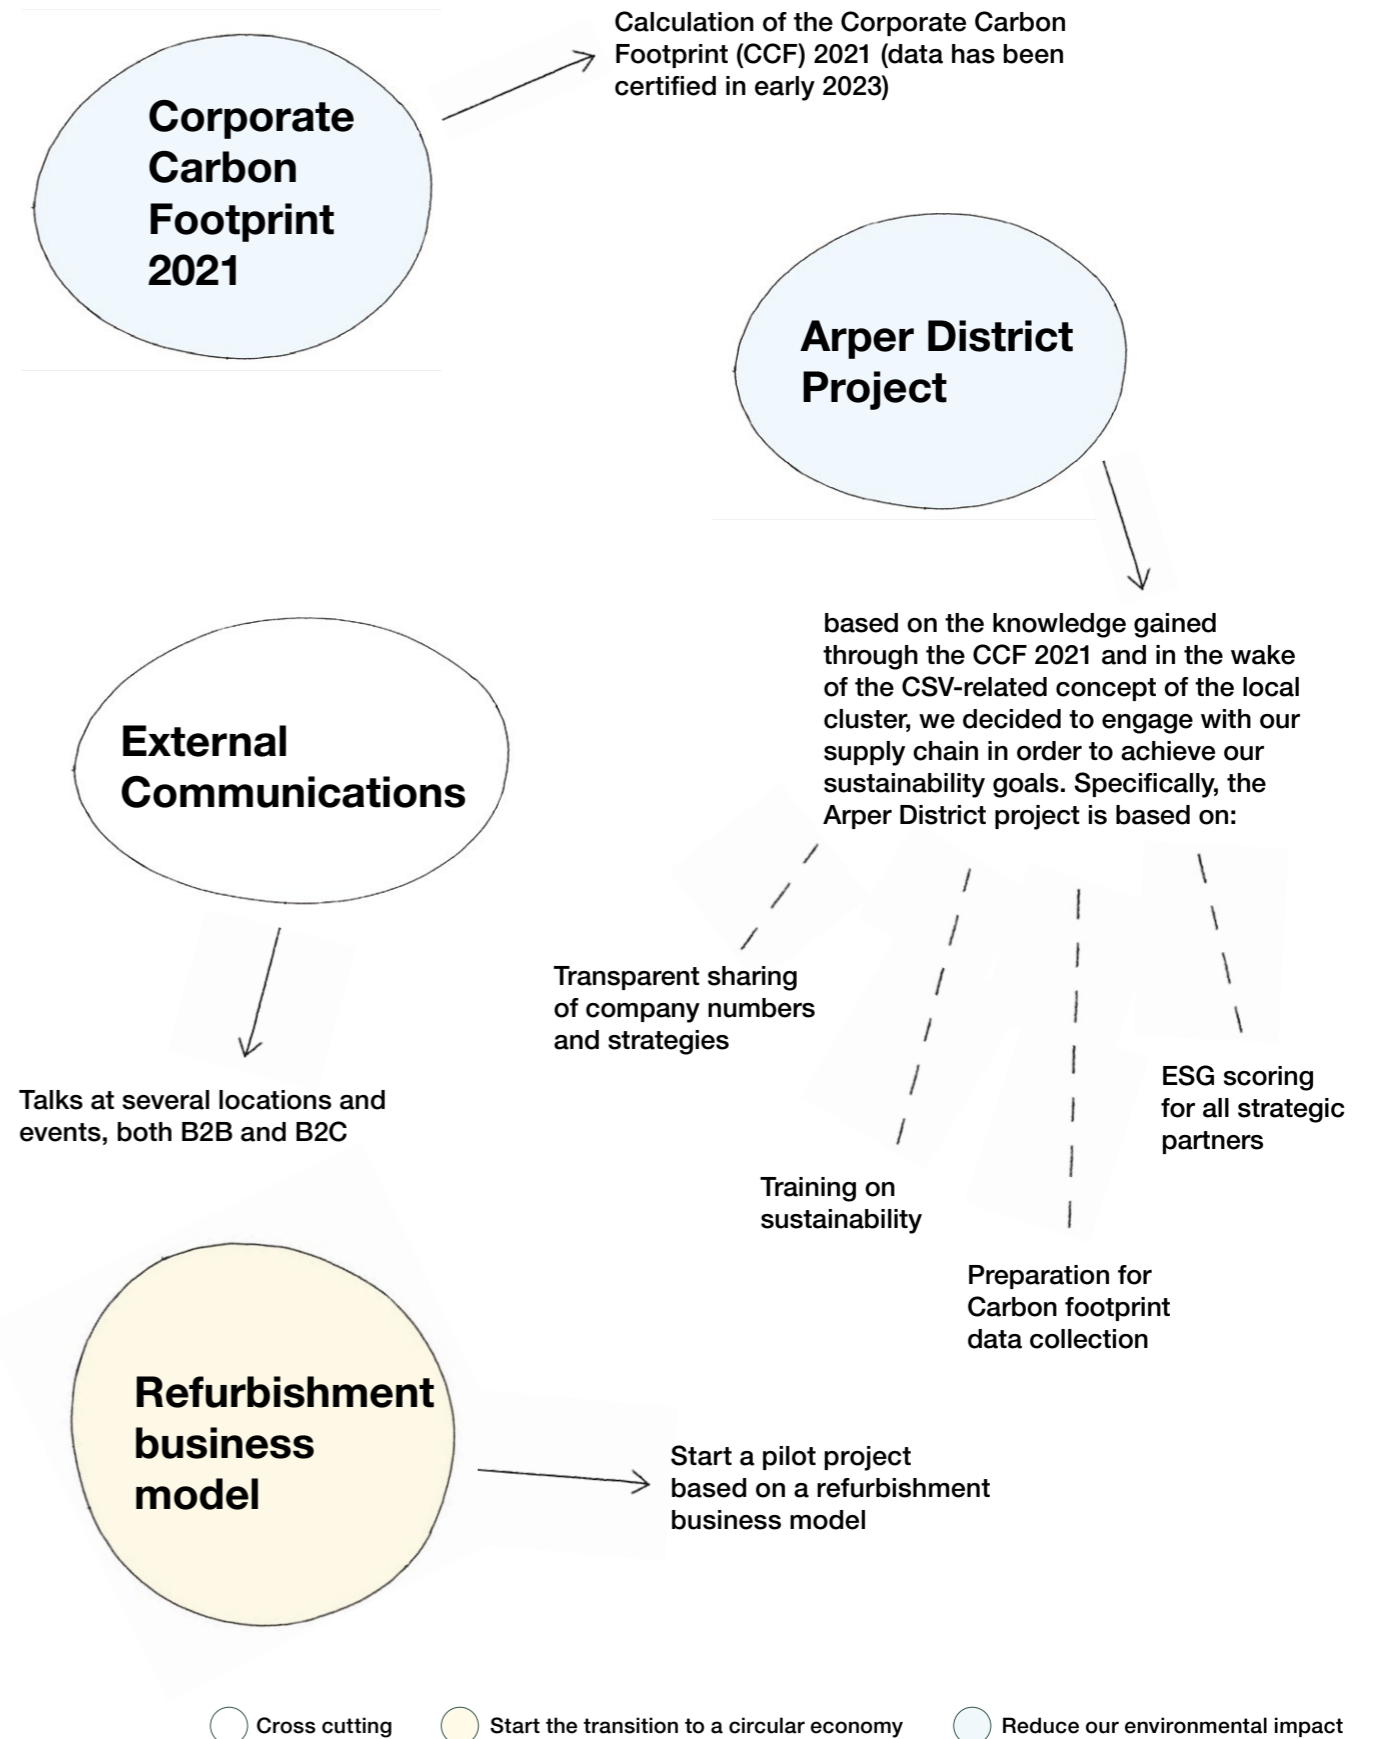 Corporate
Carbon
Footprint
2021
Calculation of the Corporate Carbon
Footprint (CCF) 2021 (data has been
certified in early 2023)
Arper District
Project
based on the knowledge gained
through the CCF 2021 and in the wake
of the CSV-related concept of the local
cluster, we decided to engage with our
supply chain in order to achieve our
sustainability goals. Specifically, the
Arper District project is based on:
Transparent sharing
of company numbers
and strategies
Training on
sustainability
Preparation for
Carbon footprint
data collection
ESG scoring
for all strategic
partners
External
Communications
Talks at several locations and
events, both B2B and B2C
Refurbishment
business
model
Start a pilot project
based on a refurbishment
business model
Cross cutting
Start the transition to a circular economy
Reduce our environmental impact